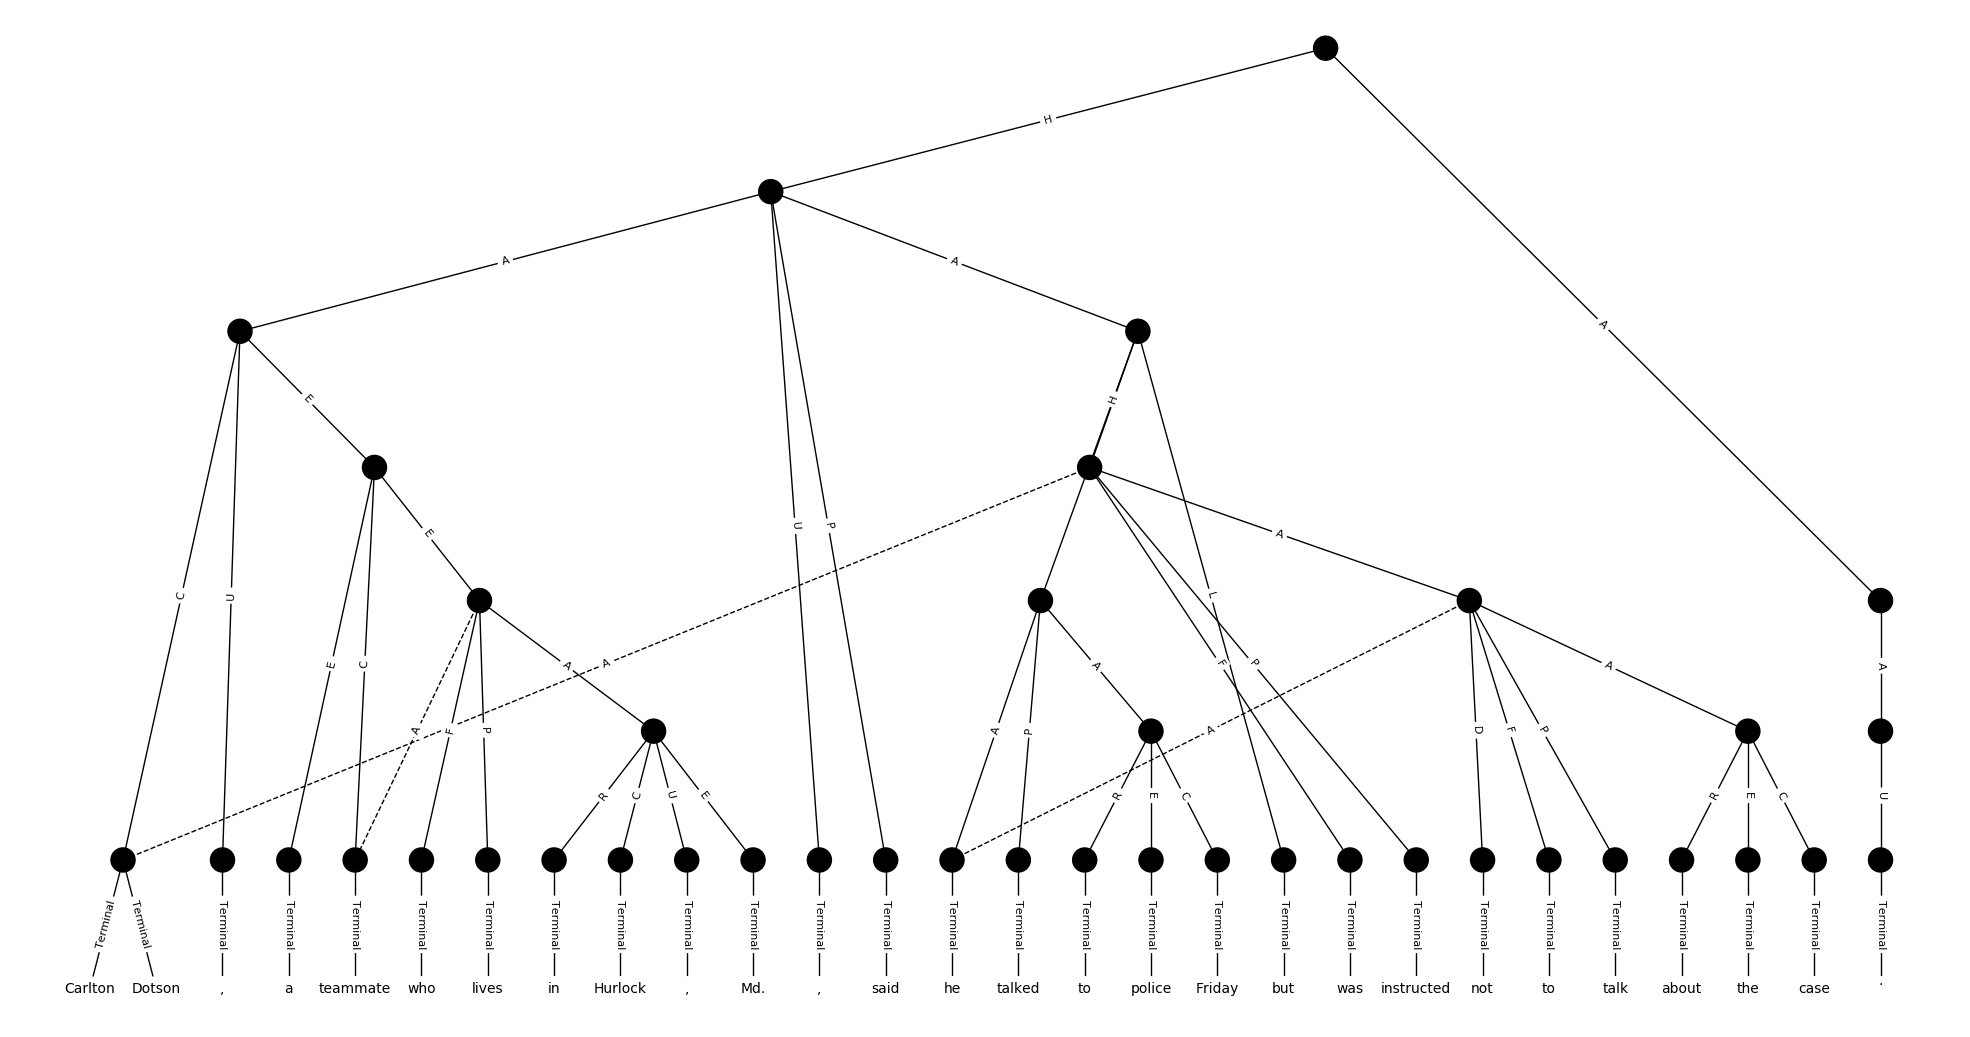 H
A A A
H
E
E A
C U U P L
E C A A A F P A
A F P A P A D F P
R C U E R E C R E C U
Terminal Terminal Terminal Terminal Terminal Terminal Terminal Terminal Terminal Terminal Terminal Terminal Terminal Terminal Terminal Terminal Terminal Terminal Terminal Terminal Terminal Terminal Terminal Terminal Terminal Terminal Terminal Terminal
Carlton Dotson , a teammate who lives in Hurlock , Md. , said he talked to police Friday but was instructed not to talk about the case .